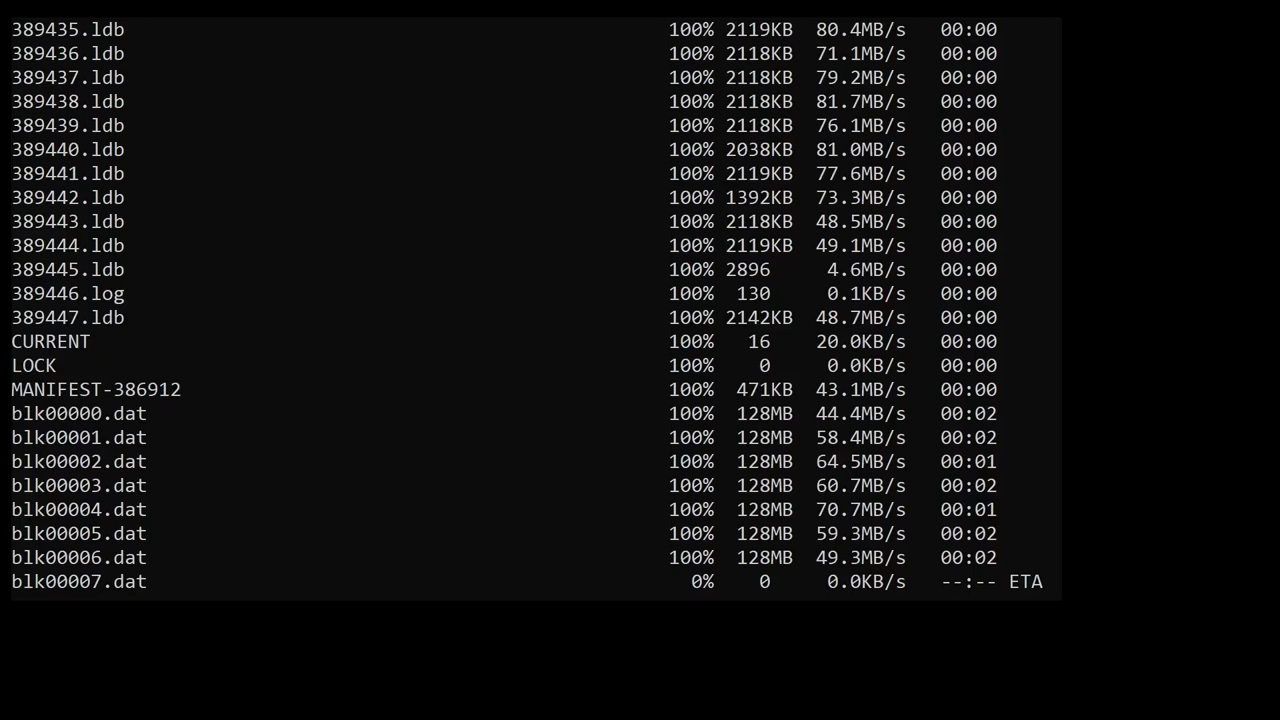 389435.ldb 100% 2119KB 80.4MB/s 00:00
389436.ldb 100% 2118KB 71.1MB/s 00:00
389437.ldb 100% 2118KB 79.2MB/s 00:00
389438.ldb 100% 2118KB 81.7MB/s 00:00
389439.ldb 100% 2118KB 76.1MB/s 00:00
389440.ldb 100% 2038KB 81.0MB/s 00:00
389441.ldb 100% 2119KB 77.6MB/s 00:00
389442.ldb 100% 1392KB 73.3MB/s 00:00
389443.ldb 100% 2118KB 48.5MB/s 00:00
389444.ldb 100% 2119KB 49.1MB/s 00:00
389445.ldb 100% 2896 4.6MB/s 00:00
389446.log 100% 130 0.1KB/s 00:00
389447.ldb 100% 2142KB 48.7MB/s 00:00
CURRENT 100% 16 20.0KB/s 00:00
LOCK 100% 0 0.0KB/s 00:00
MANIFEST-386912 100% 471KB 43.1MB/s 00:00
blk00000.dat 100% 128MB 44.4MB/s 00:02
blk00001.dat 100% 128MB 58.4MB/s 00:02
blk00002.dat 100% 128MB 64.5MB/s 00:01
blk00003.dat 100% 128MB 60.7MB/s 00:02
blk00004.dat 100% 128MB 70.7MB/s 00:01
blk00005.dat 100% 128MB 59.3MB/s 00:02
blk00006.dat 100% 128MB 49.3MB/s 00:02
blk00007.dat 0% 0 0.0KB/s --:-- ETA